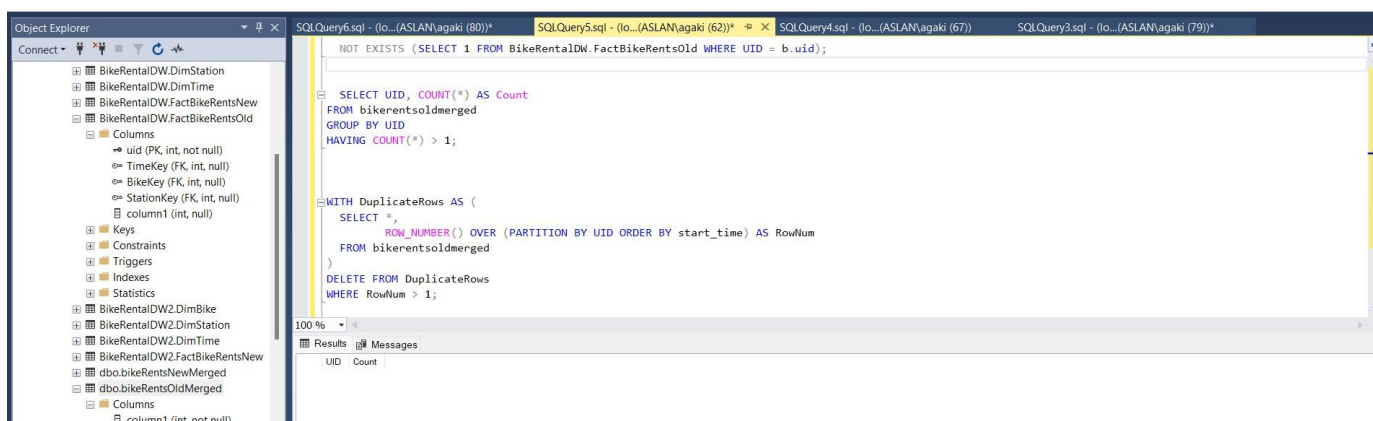 Object Explorer
SQLQuery6.sql - (lo...(ASLAN\agaki (80))*
SQLQuery5.sql - (lo...(ASLAN\agaki (62))*
SQLQuery4.sql - (lo...(ASLAN\agaki (67))
SQLQuery3.sql - (lo...(ASLAN\agaki (79))*
Connect
BikeRentalDW.DimStation
BikeRentalDW.DimTime
BikeRentalDW.FactBikeRentsNew
BikeRentalDW.FactBikeRentsOld
Columns
uid (PK, int, not null)
TimeKey (FK, int, null)
BikeKey (FK, int, null)
StationKey (FK, int, null)
column1 (int, null)
Keys
Constraints
Triggers
Indexes
Statistics
BikeRentalDW2.DimBike
BikeRentalDW2.DimStation
BikeRentalDW2.DimTime
BikeRentalDW2.FactBikeRentsNew
dbo.bikeRentsNewMerged
dbo.bikeRentsOldMerged
Columns
column1 (int, not null)
NOT EXISTS (SELECT 1 FROM BikeRentalDW.FactBikeRentsOld WHERE UID = b.uid);
SELECT UID, COUNT(*) AS Count
FROM bikerentsoldmerged
GROUP BY UID
HAVING COUNT(*) > 1;
WITH DuplicateRows AS (
SELECT *,
ROW_NUMBER() OVER (PARTITION BY UID ORDER BY start_time) AS RowNum
FROM bikerentsoldmerged
)
DELETE FROM DuplicateRows
WHERE RowNum > 1;
100 %
Results Messages
UID Count